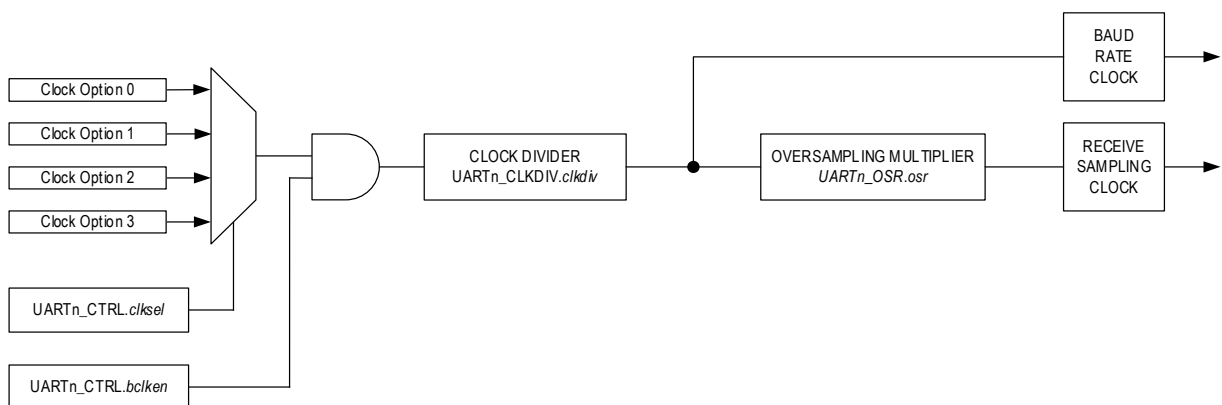 BAUD
RATE
CLOCK
Clock Option 0
Clock Option 1
Clock Option 2
Clock Option 3
CLOCK DIVIDER
UARTn_CLKDIV.clkdiv
OVERSAMPLING MULTIPLIER
UARTn_OSR.osr
RECEIVE
SAMPLING
CLOCK
UARTn_CTRL.clksel
UARTn_CTRL.bclken